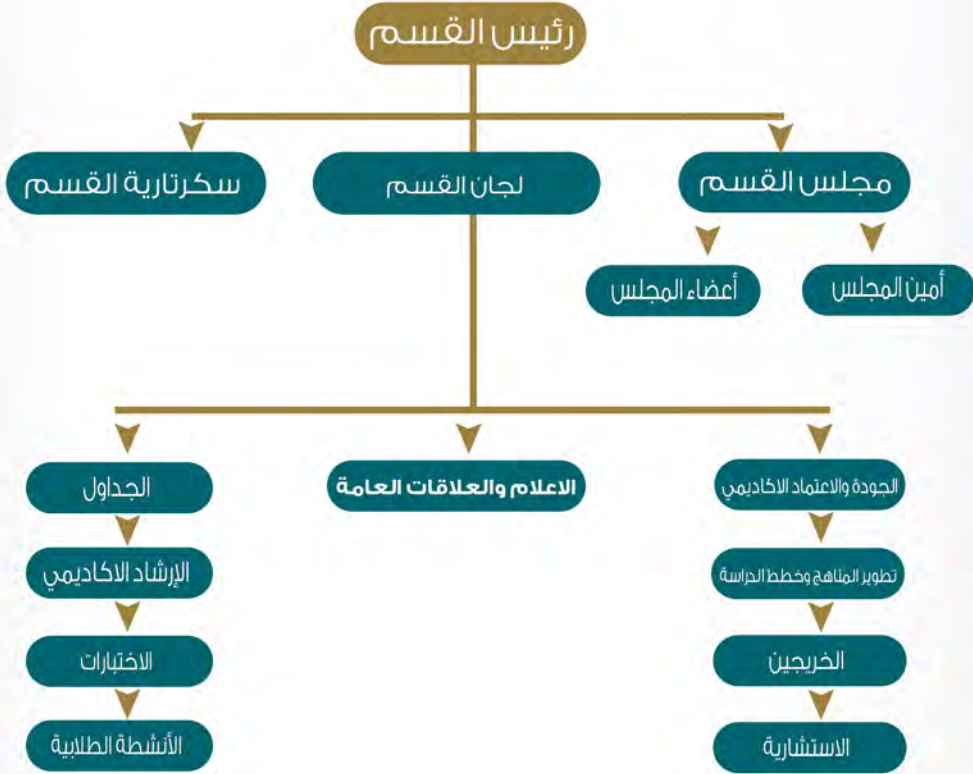 رئيس القسم
مجلس القسم
لجان القسم
سكرتارية القسم
أمين المجلس
أعضاء المجلس
الجودة والاعتماد الاكاديمي
الاعلام والعلاقات العامة
الجداول
تطوير المناهج وخطط الدراسة
الإرشاد الاكاديمي
الخريجين
الاختبارات
الاستشارية
الأنشطة الطلابية